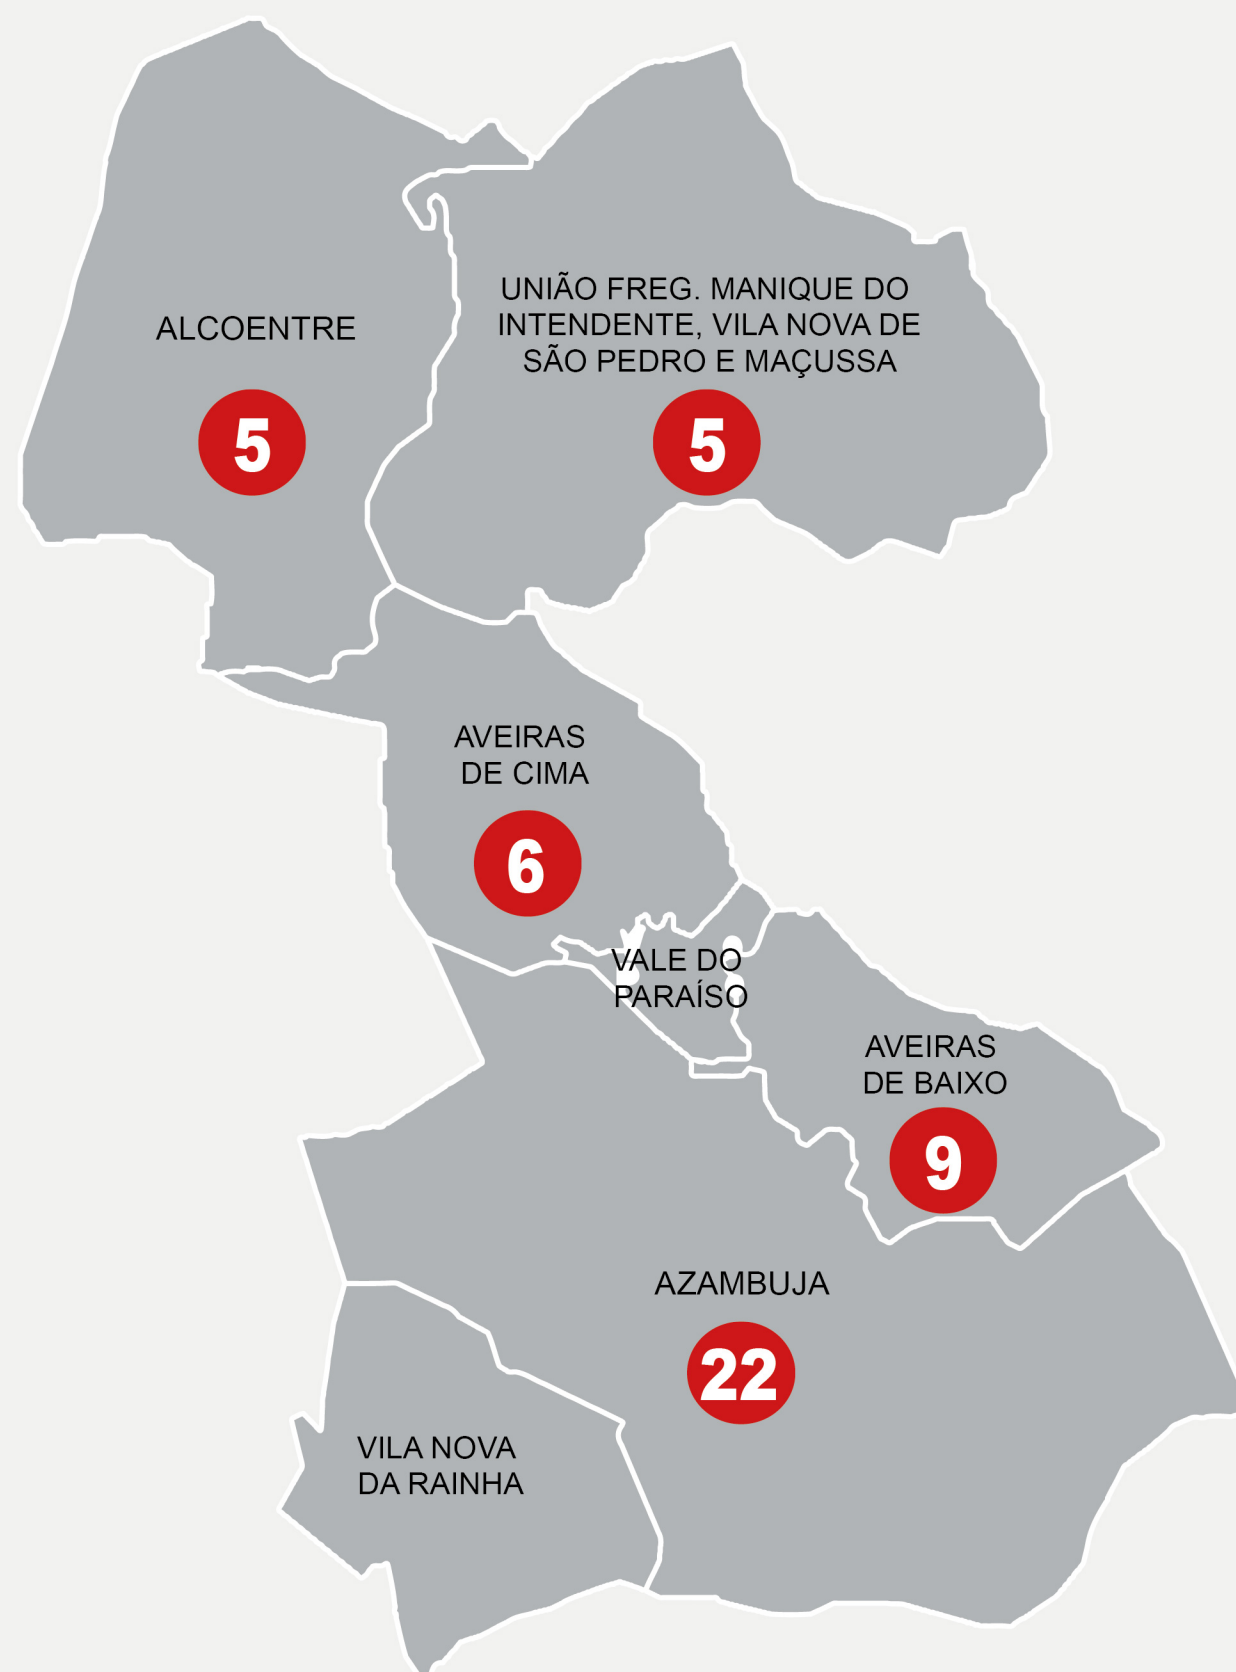 ALCOENTRE
5
UNIÃO FREG. MANIQUE DO
INTENDENTE, VILA NOVA DE
SÃO PEDRO E MAÇUSSA
5
AVEIRAS
DE CIMA
6
VALE DO
PARAÍSO
AVEIRAS
DE BAIXO
9
AZAMBUJA
22
VILA NOVA
DA RAINHA